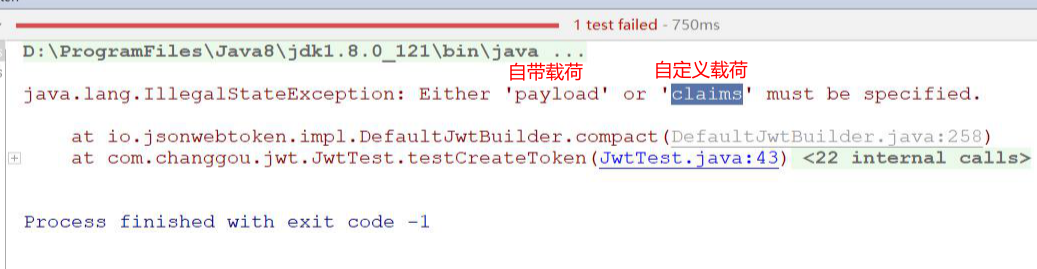 1 test failed - 750ms
D:\ProgramFiles\Java8\jdk1.8.0_121\bin\java ...
自带载荷 自定义载荷
java.lang.IllegalStateException: Either 'payload' or 'claims' must be specified.
at io.jsonwebtoken.impl.DefaultJwtBuilder.compact(DefaultJwtBuilder.java:258)
at com.changgou.jwt.JwtTest.testCreateToken(JwtTest.java:43) <22 internal calls>
Process finished with exit code -1